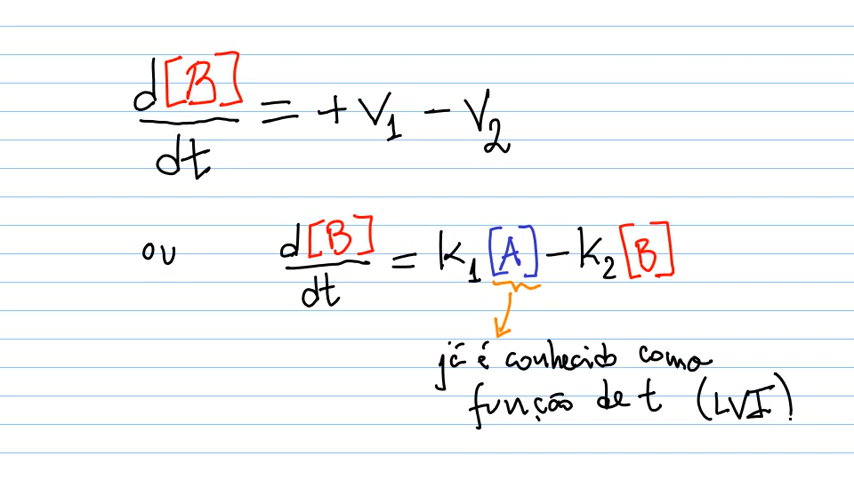 d[B]/dt = + V₁ − V₂
ou d[B]/dt = k₁[A] − k₂[B]
já é conhecido como
função de t (LVI)